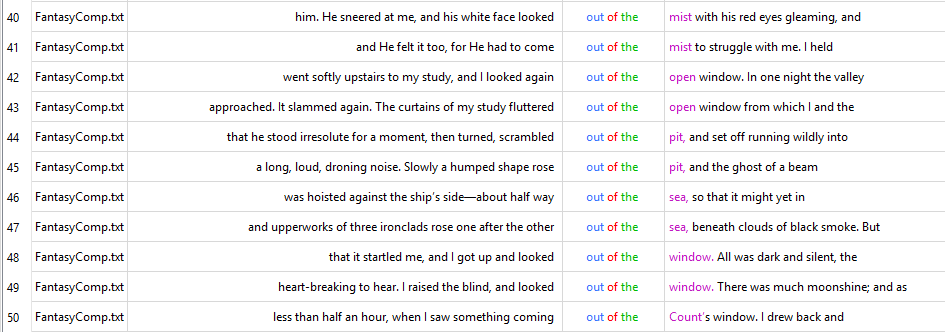 40 FantasyComp.txt him. He sneered at me, and his white face looked out of the mist with his red eyes gleaming, and
41 FantasyComp.txt and He felt it too, for He had to come out of the mist to struggle with me. I held
42 FantasyComp.txt went softly upstairs to my study, and I looked again out of the open window. In one night the valley
43 FantasyComp.txt approached. It slammed again. The curtains of my study fluttered out of the open window from which I and the
44 FantasyComp.txt that he stood irresolute for a moment, then turned, scrambled out of the pit, and set off running wildly into
45 FantasyComp.txt a long, loud, droning noise. Slowly a humped shape rose out of the pit, and the ghost of a beam
46 FantasyComp.txt was hoisted against the ship's side—about half way out of the sea, so that it might yet in
47 FantasyComp.txt and upperworks of three ironclads rose one after the other out of the sea, beneath clouds of black smoke. But
48 FantasyComp.txt that it startled me, and I got up and looked out of the window. All was dark and silent, the
49 FantasyComp.txt heart-breaking to hear. I raised the blind, and looked out of the window. There was much moonshine; and as
50 FantasyComp.txt less than half an hour, when I saw something coming out of the Count's window. I drew back and